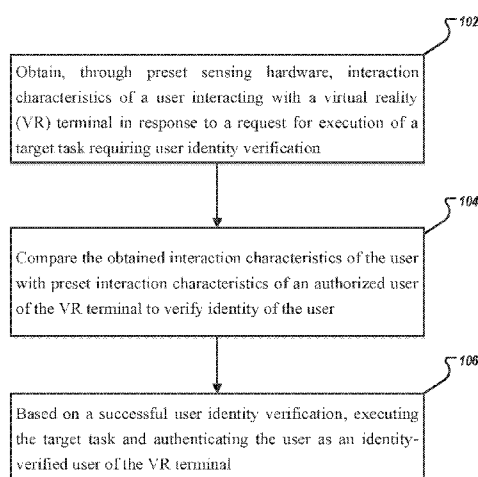 102
Obtain, through preset sensing hardware, interaction
characteristics of a user interacting with a virtual reality
(VR) terminal in response to a request for execution of a
target task requiring user identity verification
104
Compare the obtained interaction characteristics of the user
with preset interaction characteristics of an authorized user
of the VR terminal to verify identity of the user
106
Based on a successful user identity verification, executing
the target task and authenticating the user as an identity-
verified user of the VR terminal